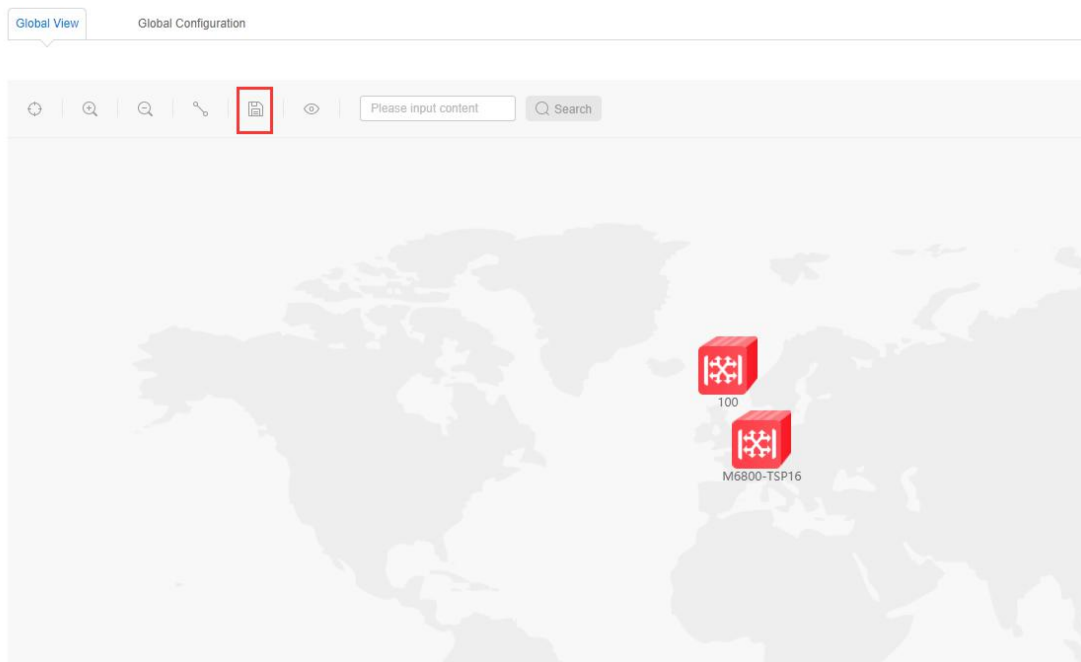 Global View
Global Configuration
Please input content
Search
100
M6800-TSP16